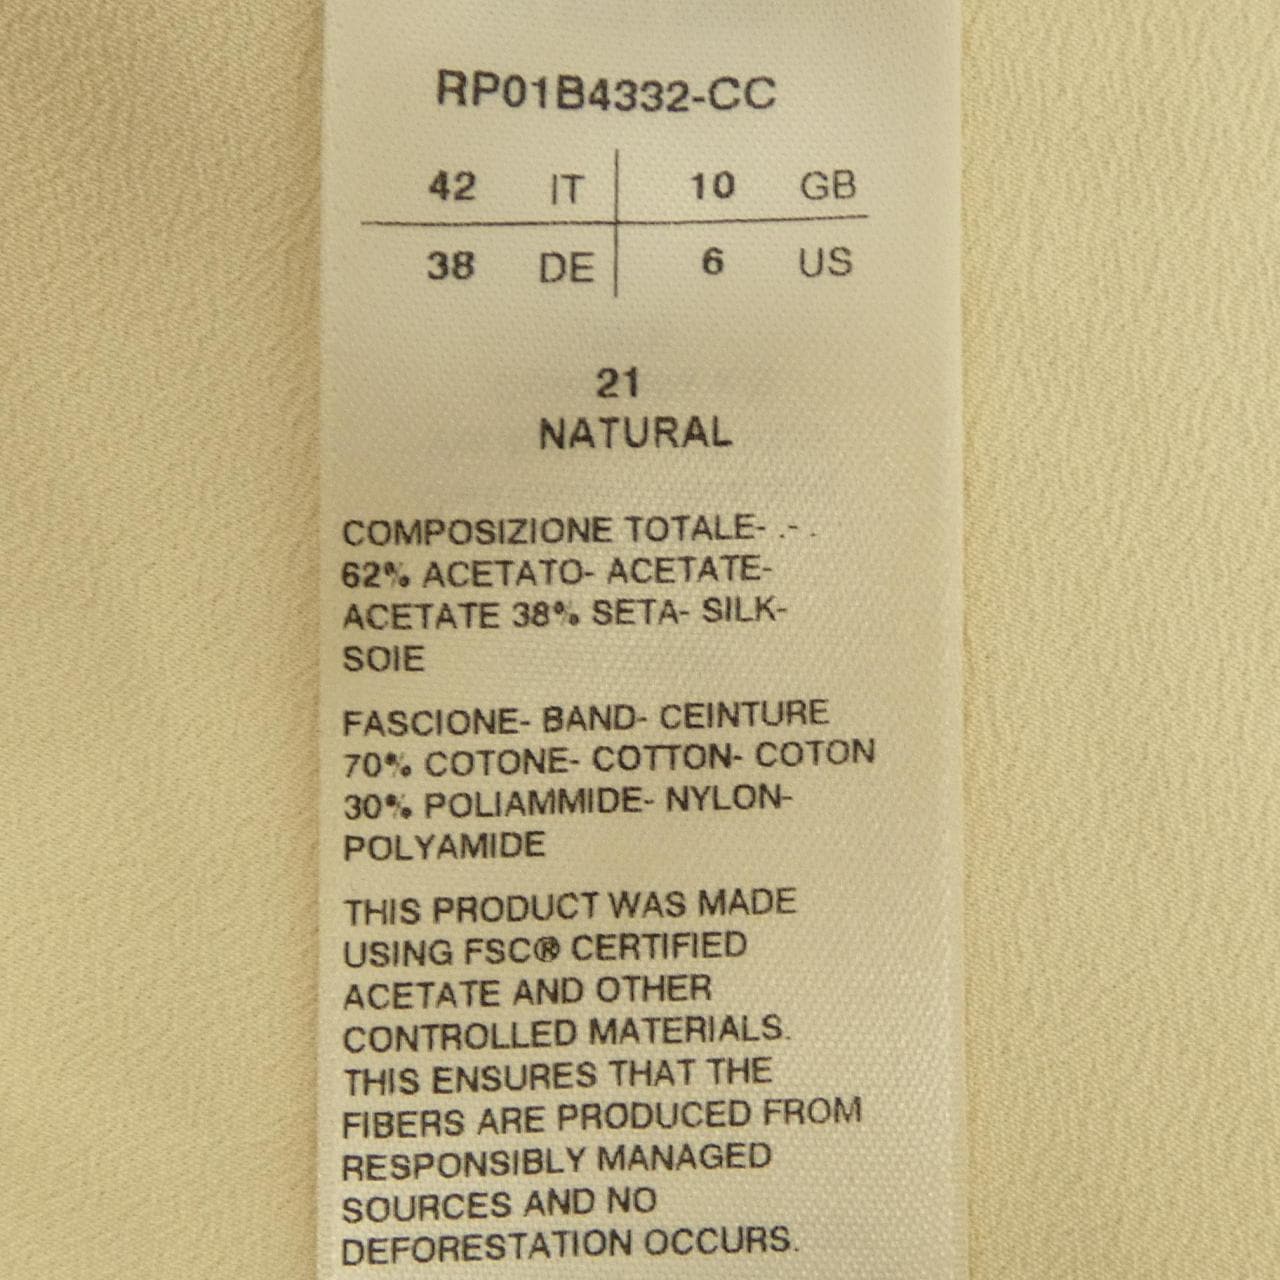 RP01B4332-CC
42 IT 10 GB
38 DE 6 US
21
NATURAL
COMPOSIZIONE TOTALE- .- .
62% ACETATO- ACETATE-
ACETATE 38% SETA- SILK-
SOIE
FASCIONE- BAND- CEINTURE
70% COTONE- COTTON- COTON
30% POLIAMMIDE- NYLON-
POLYAMIDE
THIS PRODUCT WAS MADE
USING FSC® CERTIFIED
ACETATE AND OTHER
CONTROLLED MATERIALS.
THIS ENSURES THAT THE
FIBERS ARE PRODUCED FROM
RESPONSIBLY MANAGED
SOURCES AND NO
DEFORESTATION OCCURS.